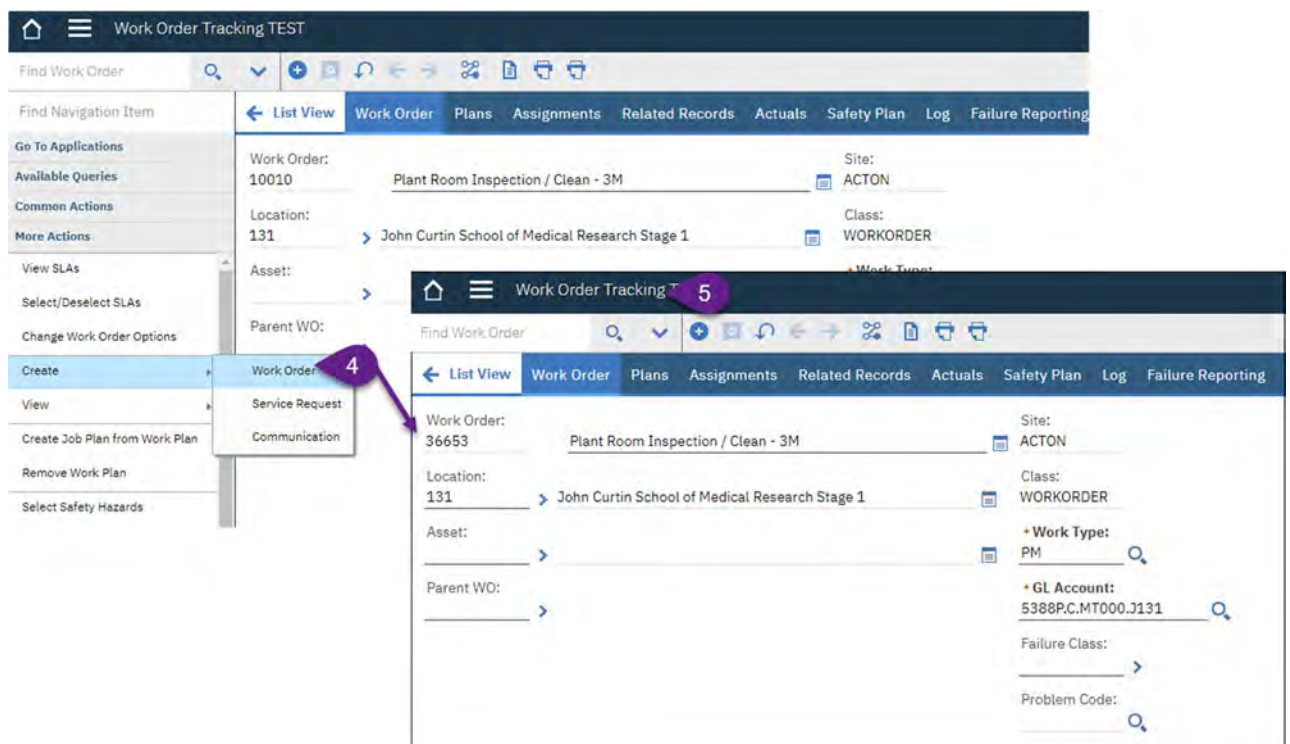 Work Order Tracking TEST
Find Work Order
Find Navigation Item
List View Work Order Plans Assignments Related Records Actuals Safety Plan Log Failure Reporting
Go To Applications
Available Queries
Common Actions
More Actions
View SLAs
Select/Deselect SLAs
Change Work Order Options
Create
View
Create Job Plan from Work Plan
Remove Work Plan
Select Safety Hazards
Work Order
Service Request
Communication
4
Work Order:
10010 Plant Room Inspection / Clean - 3M
Site:
ACTON
Location:
131 John Curtin School of Medical Research Stage 1
Class:
WORKORDER
Asset:
Work Type:
Parent WO:
Work Order Tracking T
5
Find Work Order
List View Work Order Plans Assignments Related Records Actuals Safety Plan Log Failure Reporting
Work Order:
36653 Plant Room Inspection / Clean - 3M
Site:
ACTON
Location:
131 John Curtin School of Medical Research Stage 1
Class:
WORKORDER
Asset:
Work Type:
PM
Parent WO:
GL Account:
5388P.C.MT000.J131
Failure Class:
Problem Code: